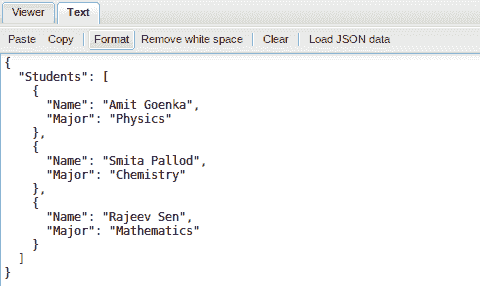 Viewer Text
Paste Copy Format Remove white space Clear Load JSON data
{
  "Students": [
    {
      "Name": "Amit Goenka",
      "Major": "Physics"
    },
    {
      "Name": "Smita Pallod",
      "Major": "Chemistry"
    },
    {
      "Name": "Rajeev Sen",
      "Major": "Mathematics"
    }
  ]
}